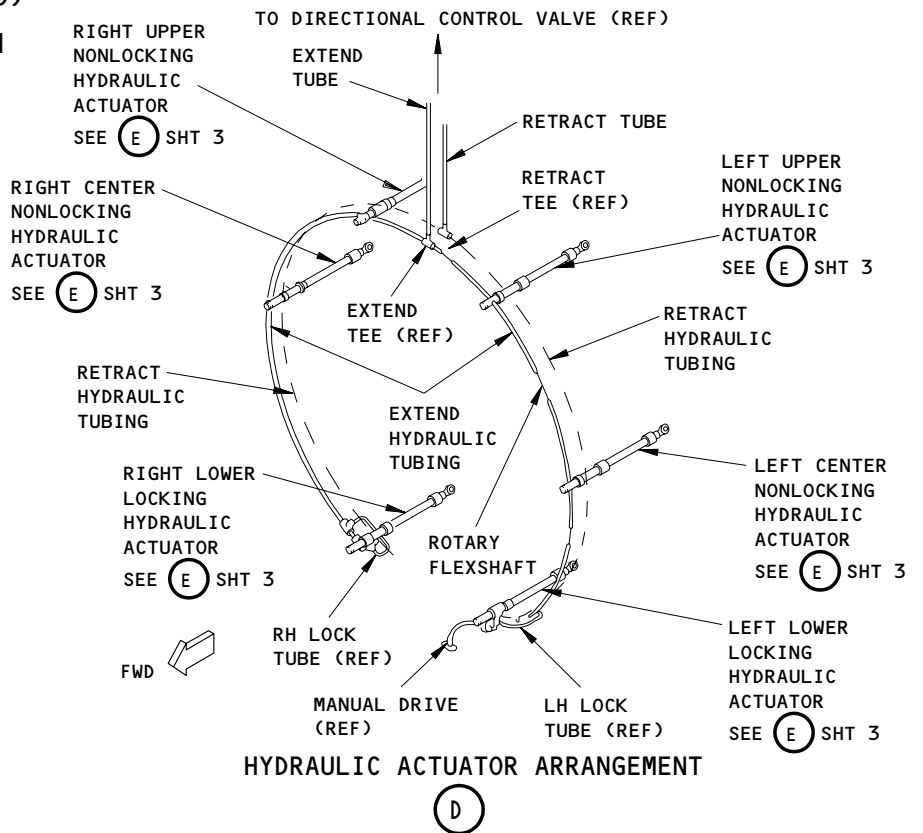 TO DIRECTIONAL CONTROL VALVE (REF)
RIGHT UPPER
NONLOCKING
HYDRAULIC
ACTUATOR
SEE E SHT 3
EXTEND
TUBE
RETRACT TUBE
RETRACT
TEE (REF)
LEFT UPPER
NONLOCKING
HYDRAULIC
ACTUATOR
SEE E SHT 3
RIGHT CENTER
NONLOCKING
HYDRAULIC
ACTUATOR
SEE E SHT 3
EXTEND
TEE (REF)
RETRACT
HYDRAULIC
TUBING
RETRACT
HYDRAULIC
TUBING
EXTEND
HYDRAULIC
TUBING
RIGHT LOWER
LOCKING
HYDRAULIC
ACTUATOR
SEE E SHT 3
ROTARY
FLEXSHAFT
LEFT CENTER
NONLOCKING
HYDRAULIC
ACTUATOR
SEE E SHT 3
FWD
RH LOCK
TUBE (REF)
MANUAL DRIVE
(REF)
LH LOCK
TUBE (REF)
LEFT LOWER
LOCKING
HYDRAULIC
ACTUATOR
SEE E SHT 3
HYDRAULIC ACTUATOR ARRANGEMENT
D